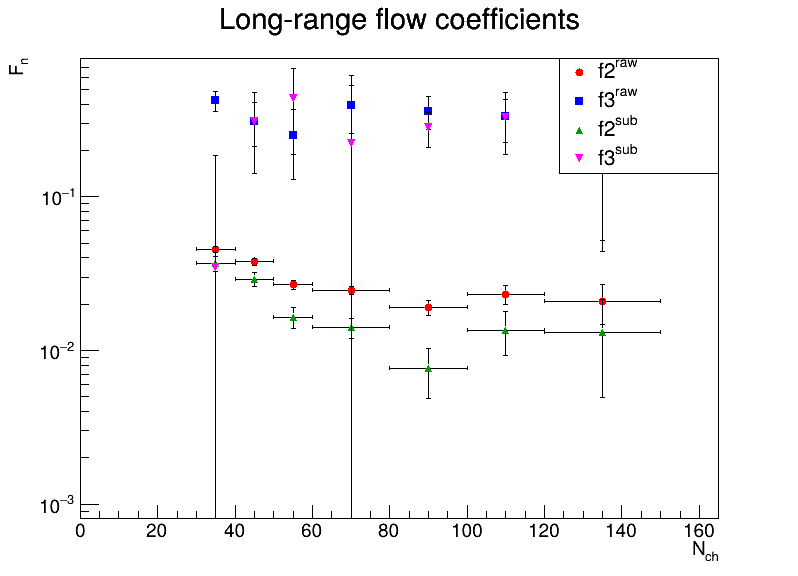 Long-range flow coefficients
F_n
f2^raw
f3^raw
f2^sub
f3^sub
10^−1
10^−2
10^−3
0 20 40 60 80 100 120 140 160
N_ch